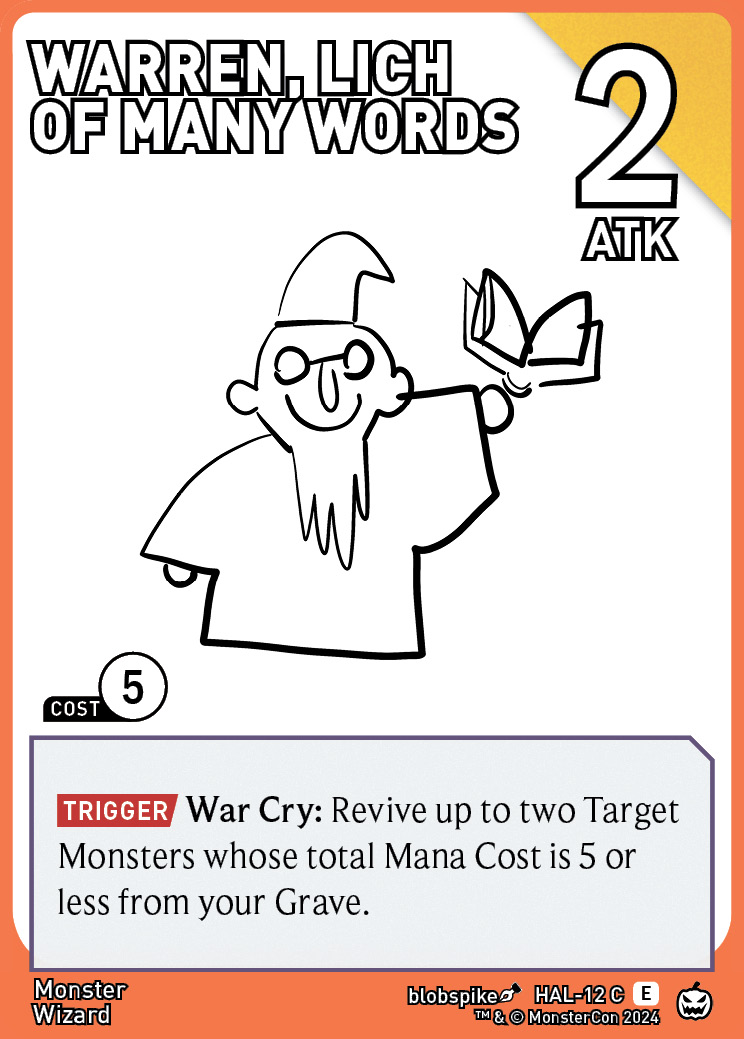 WARREN, LICH
OF MANY WORDS
2
ATK
COST 5
TRIGGER War Cry: Revive up to two Target
Monsters whose total Mana Cost is 5 or
less from your Grave.
Monster
Wizard
blobspike HAL-12 C E
™ & © MonsterCon 2024